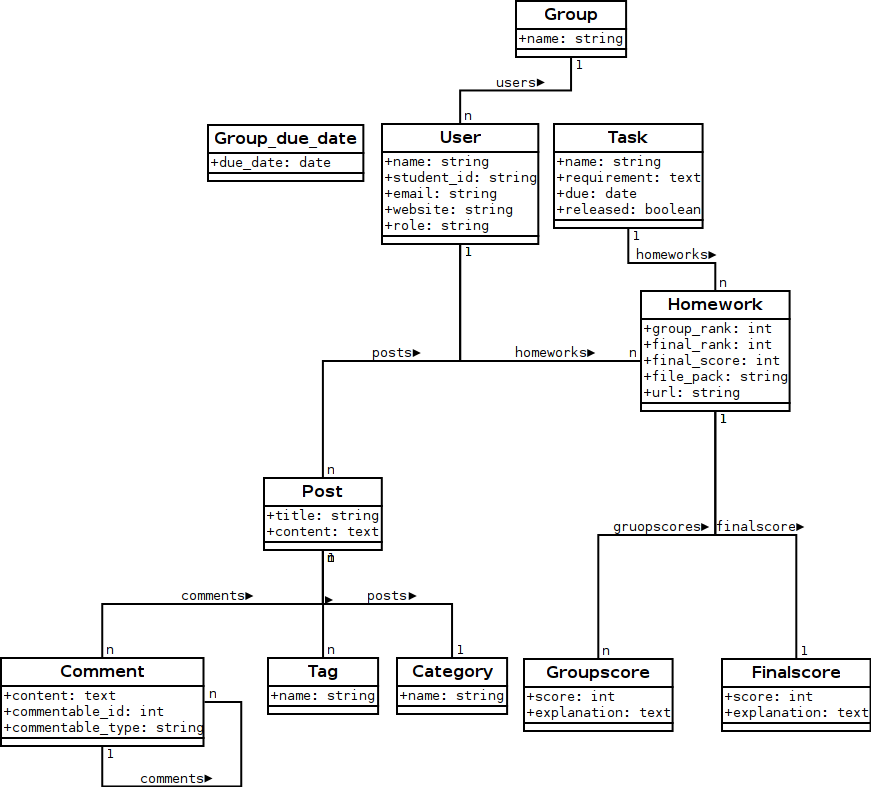 Group
+name: string
1
users
n
Group_due_date
+due_date: date
User
+name: string
+student_id: string
+email: string
+website: string
+role: string
1
Task
+name: string
+requirement: text
+due: date
+released: boolean
1
homeworks
n
Homework
+group_rank: int
+final_rank: int
+final_score: int
+file_pack: string
+url: string
1
posts
homeworks
n
n
Post
+title: string
+content: text
gruopscores
finalscore
comments
posts
n
n
1
n
1
Comment
+content: text
+commentable_id: int
+commentable_type: string
n
1
comments
Tag
+name: string
Category
+name: string
Groupscore
+score: int
+explanation: text
Finalscore
+score: int
+explanation: text